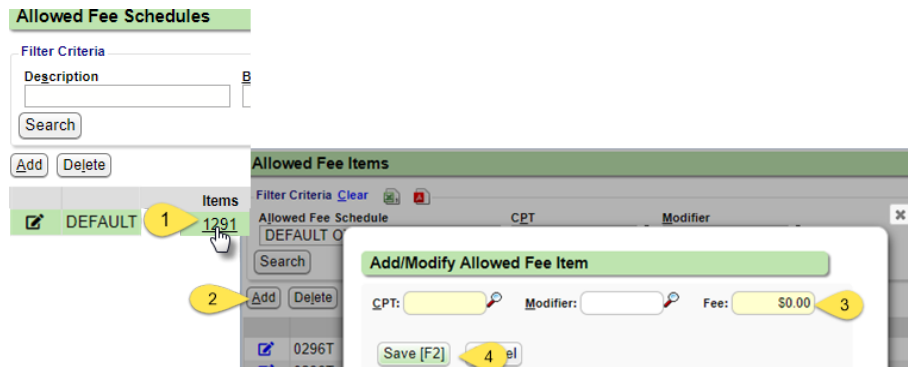 Allowed Fee Schedules
Filter Criteria
Description B
Search
Add Delete
Items
DEFAULT 1 1291
Allowed Fee Items
Filter Criteria Clear
Allowed Fee Schedule CPT Modifier
DEFAULT
Search
2 Add Delete
0296T
Add/Modify Allowed Fee Item
CPT: Modifier: Fee: $0.00 3
Save [F2] 4 el